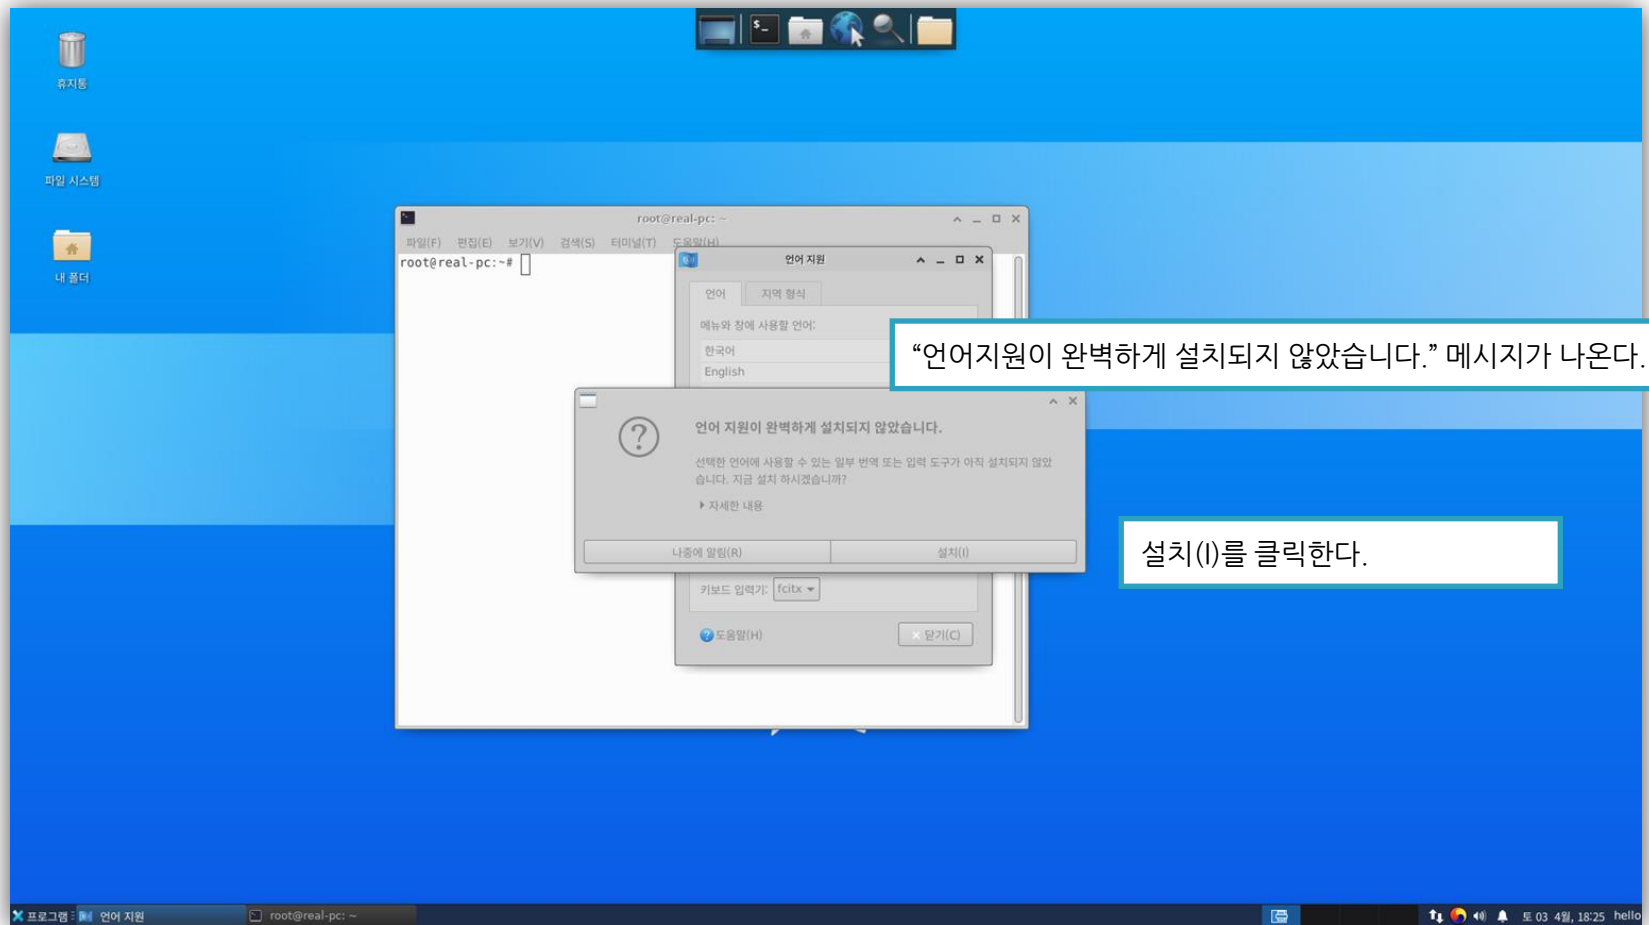 휴지통
파일 시스템
내 폴더
root@real-pc: ~
파일(F) 편집(E) 보기(V) 검색(S) 터미널(T) 도움말(H)
root@real-pc:~#
언어 지원
언어 지역 형식
메뉴와 창에 사용할 언어:
한국어
English
“언어지원이 완벽하게 설치되지 않았습니다.” 메시지가 나온다.
언어 지원이 완벽하게 설치되지 않았습니다.
선택한 언어에 사용할 수 있는 일부 번역 또는 입력 도구가 아직 설치되지 않았
습니다. 지금 설치 하시겠습니까?
자세한 내용
나중에 알림(R) 설치(I)
설치(I)를 클릭한다.
키보드 입력기: fcitx
도움말(H) 닫기(C)
프로그램 언어 지원 root@real-pc: ~ 토 03 4월, 18:25 hello